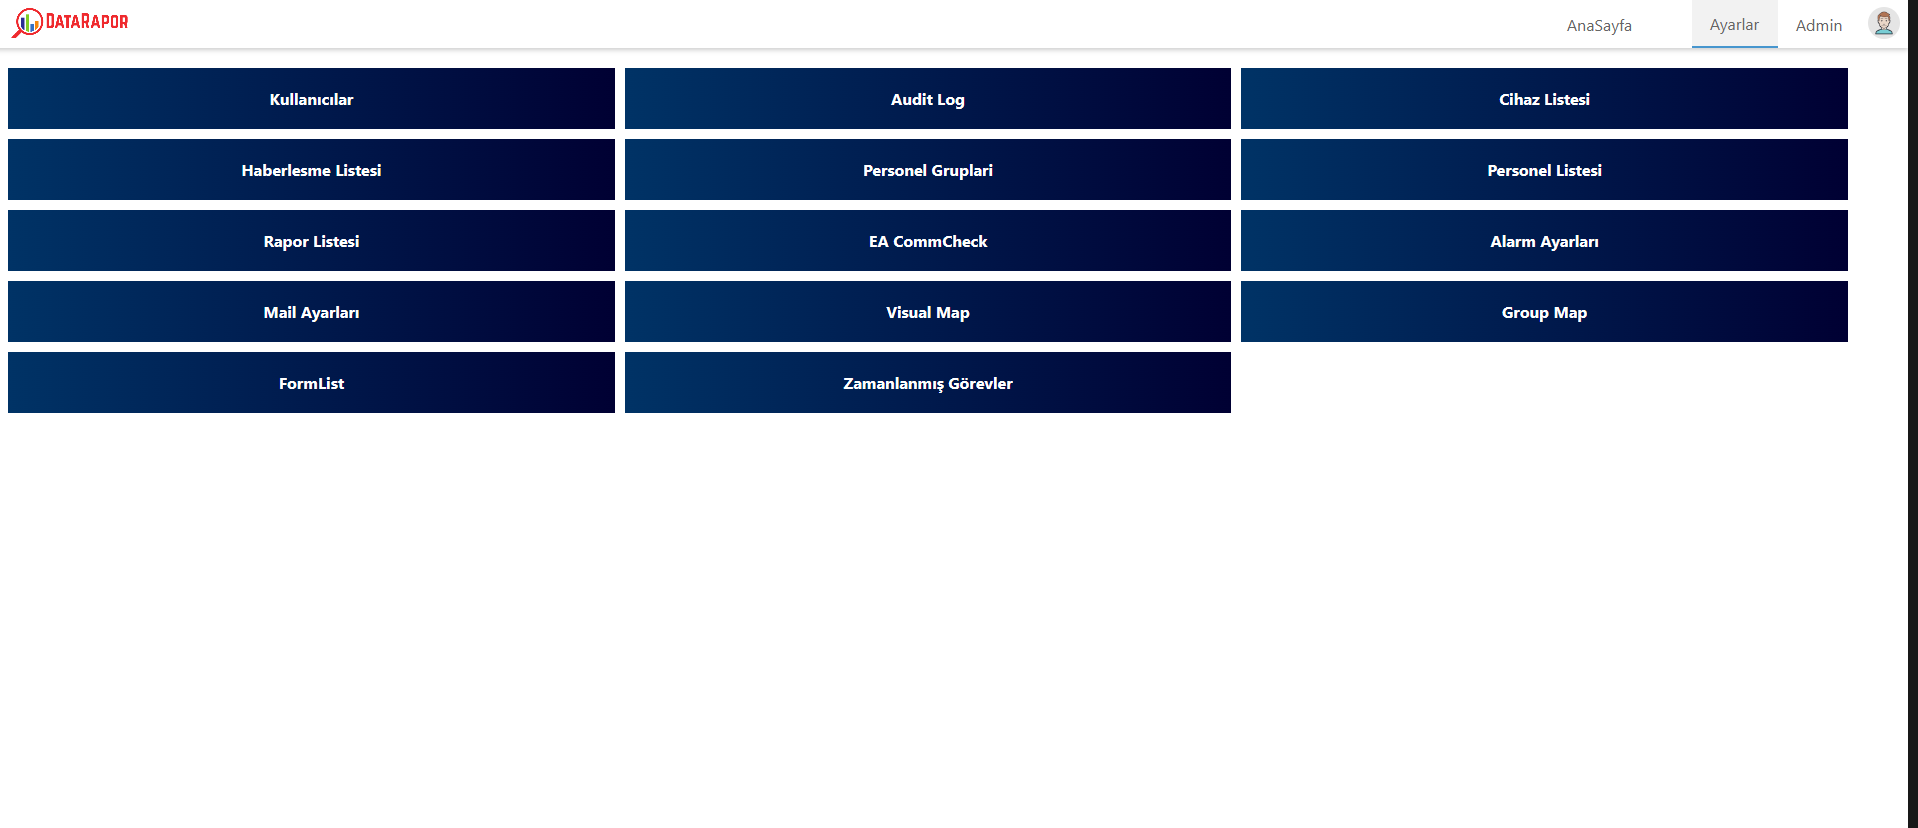 DATARAPOR
AnaSayfa
Ayarlar
Admin
Kullanıcılar
Audit Log
Cihaz Listesi
Haberlesme Listesi
Personel Gruplari
Personel Listesi
Rapor Listesi
EA CommCheck
Alarm Ayarları
Mail Ayarları
Visual Map
Group Map
FormList
Zamanlanmış Görevler